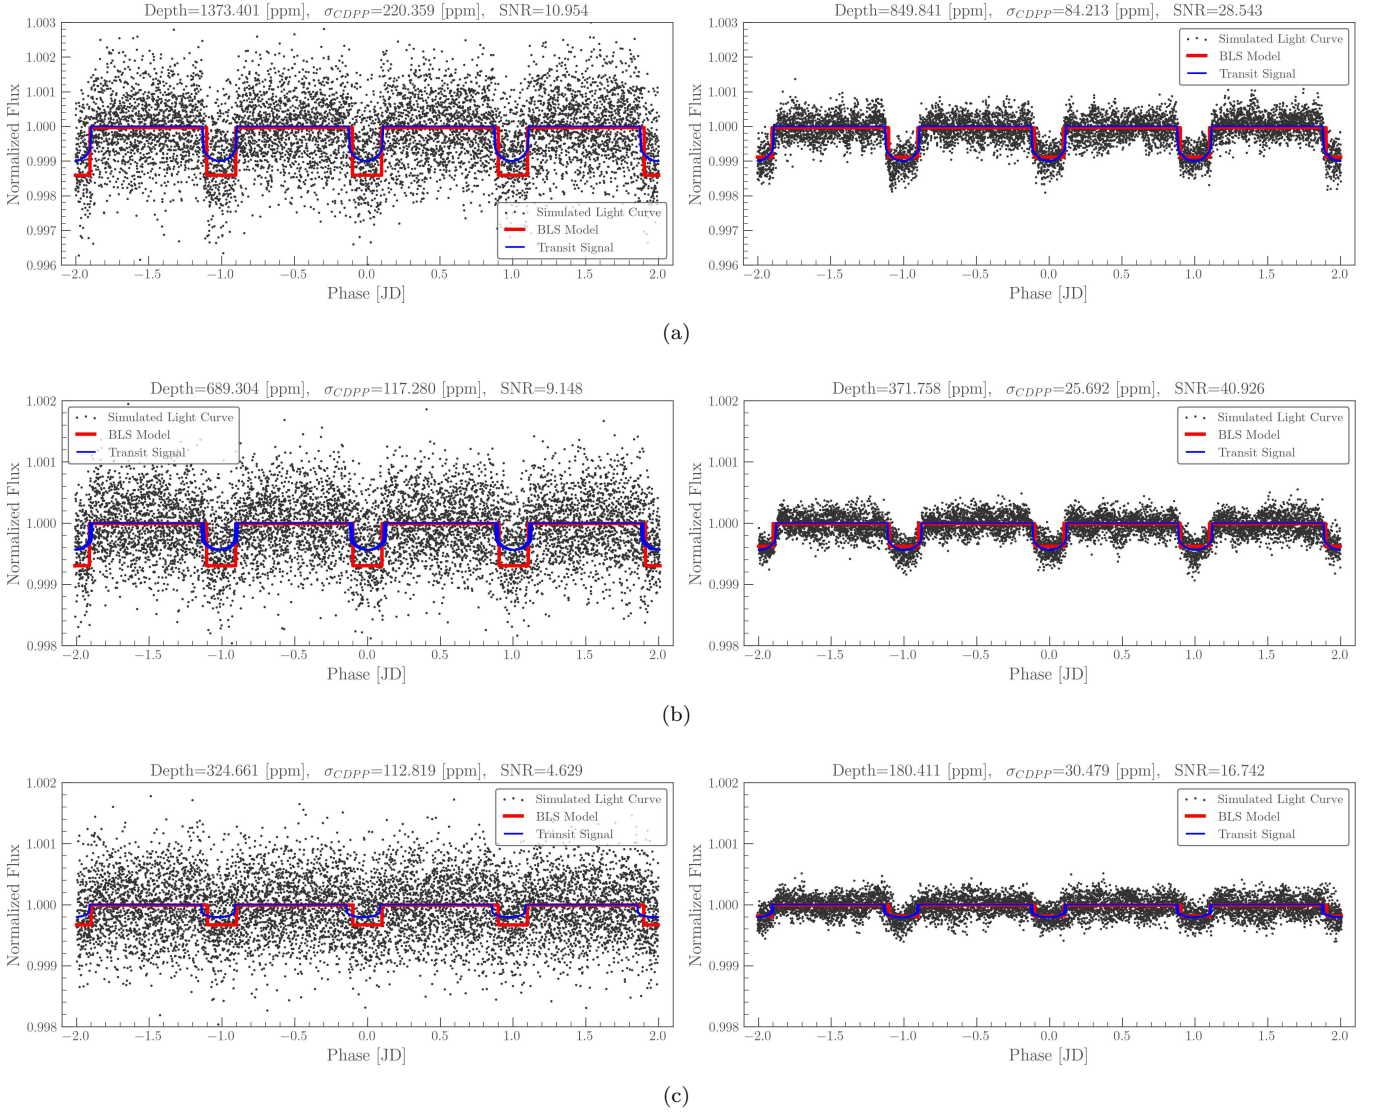 Depth=1373.401 [ppm], σCDPP=220.359 [ppm], SNR=10.954
1.003
1.002
1.001
1.000
0.999
0.998
0.997
0.996
Normalized Flux
Simulated Light Curve
BLS Model
Transit Signal
−2.0 −1.5 −1.0 −0.5 0.0 0.5 1.0 1.5 2.0
Phase [JD]
Depth=849.841 [ppm], σCDPP=84.213 [ppm], SNR=28.543
1.003
1.002
1.001
1.000
0.999
0.998
0.997
0.996
Normalized Flux
Simulated Light Curve
BLS Model
Transit Signal
−2.0 −1.5 −1.0 −0.5 0.0 0.5 1.0 1.5 2.0
Phase [JD]
(a)
Depth=689.304 [ppm], σCDPP=117.280 [ppm], SNR=9.148
1.002
1.001
1.000
0.999
0.998
Normalized Flux
Simulated Light Curve
BLS Model
Transit Signal
−2.0 −1.5 −1.0 −0.5 0.0 0.5 1.0 1.5 2.0
Phase [JD]
Depth=371.758 [ppm], σCDPP=25.692 [ppm], SNR=40.926
1.002
1.001
1.000
0.999
0.998
Normalized Flux
Simulated Light Curve
BLS Model
Transit Signal
−2.0 −1.5 −1.0 −0.5 0.0 0.5 1.0 1.5 2.0
Phase [JD]
(b)
Depth=324.661 [ppm], σCDPP=112.819 [ppm], SNR=4.629
1.002
1.001
1.000
0.999
0.998
Normalized Flux
Simulated Light Curve
BLS Model
Transit Signal
−2.0 −1.5 −1.0 −0.5 0.0 0.5 1.0 1.5 2.0
Phase [JD]
Depth=180.411 [ppm], σCDPP=30.479 [ppm], SNR=16.742
1.002
1.001
1.000
0.999
0.998
Normalized Flux
Simulated Light Curve
BLS Model
Transit Signal
−2.0 −1.5 −1.0 −0.5 0.0 0.5 1.0 1.5 2.0
Phase [JD]
(c)